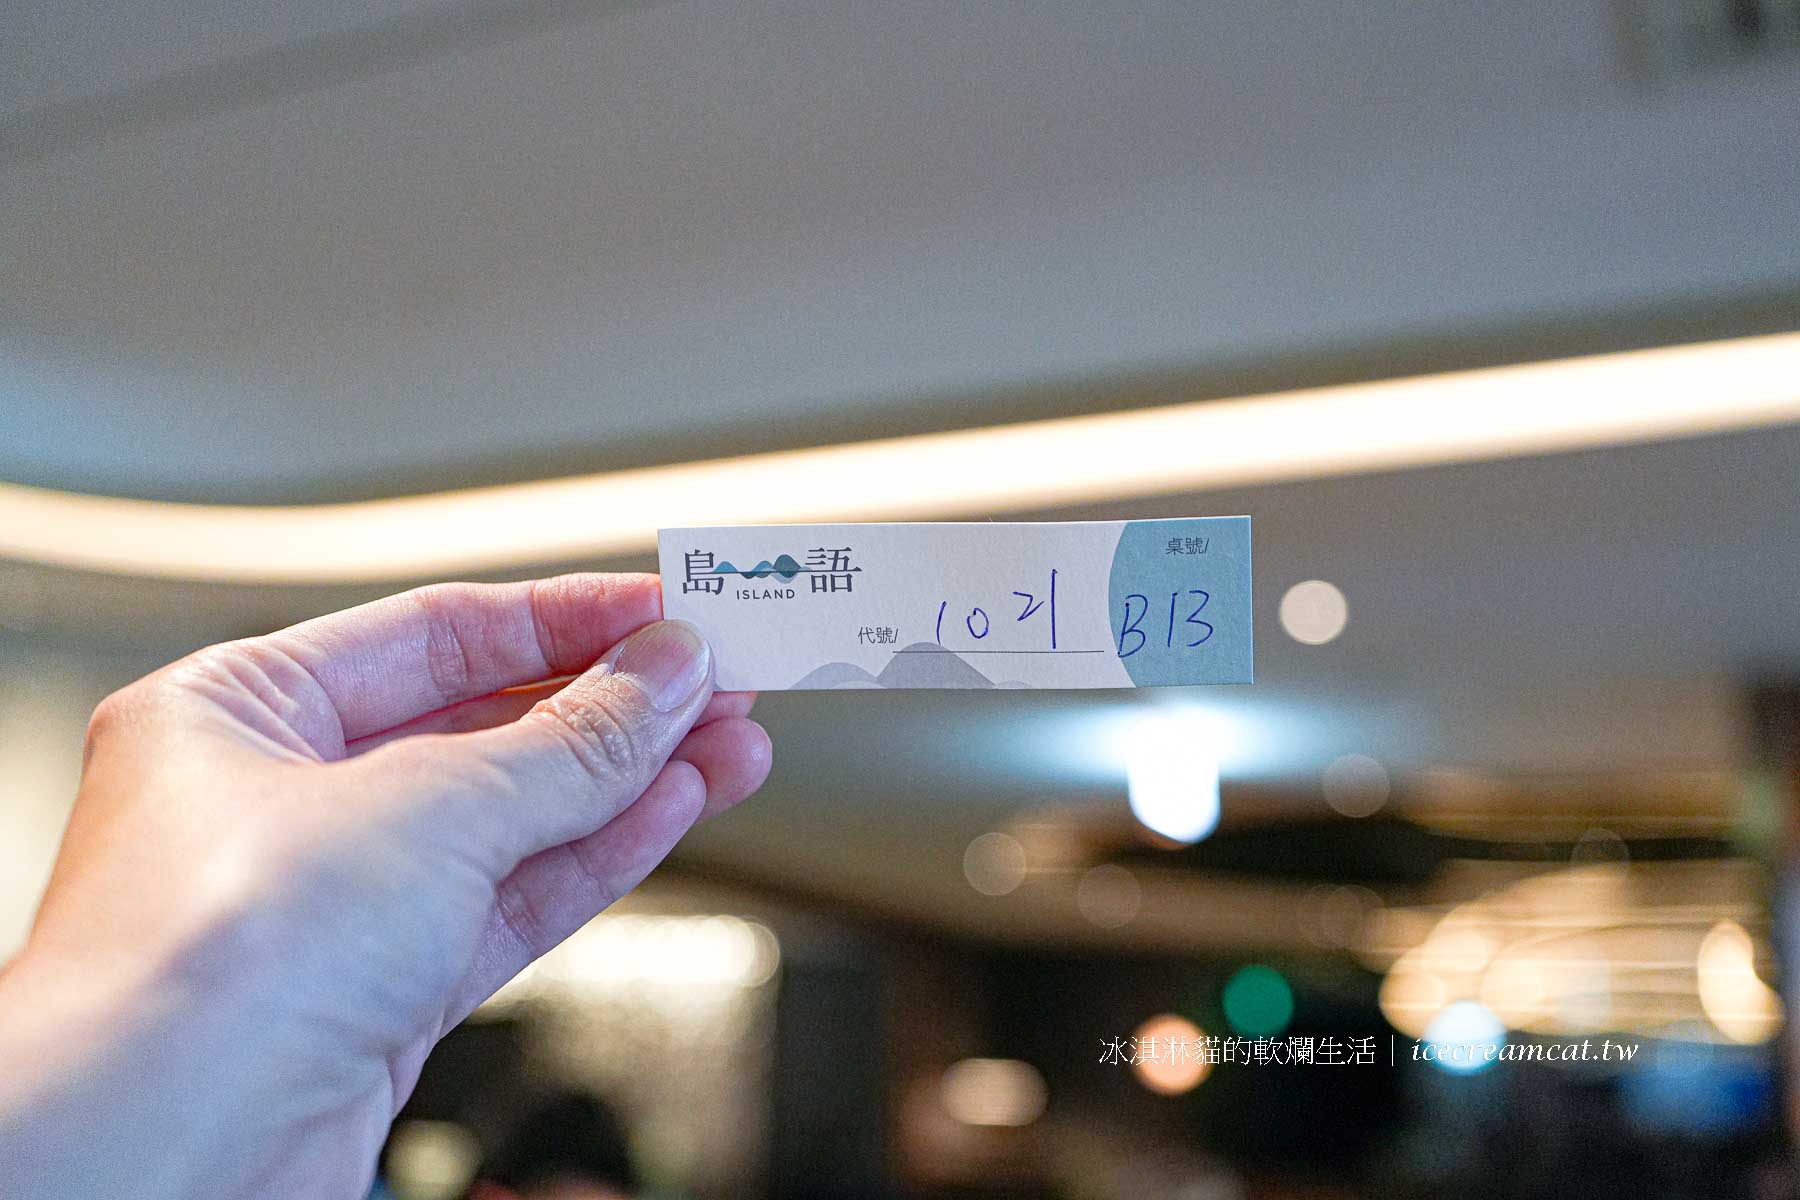 島語
ISLAND
桌號/
代號/ 1021
B13
冰淇淋貓的軟爛生活｜icecreamcat.tw